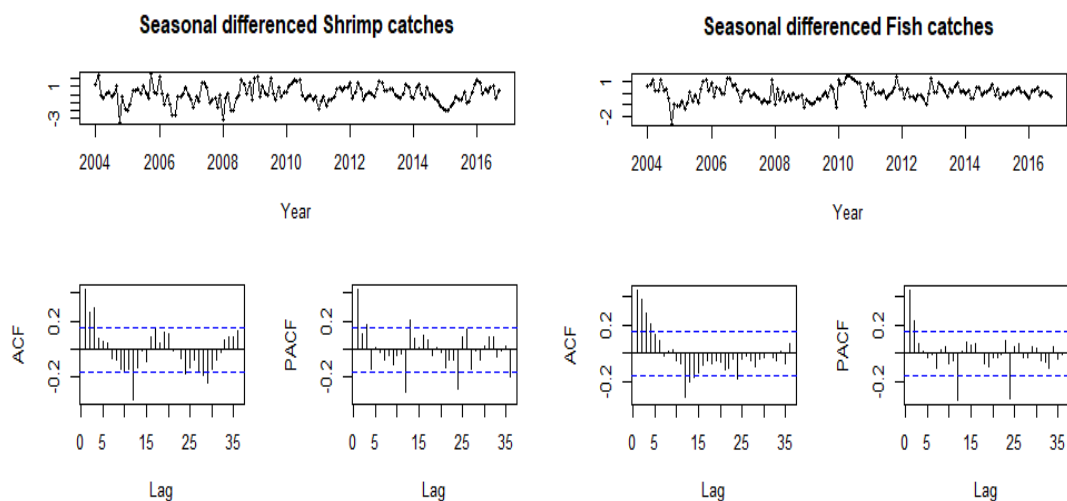 Seasonal differenced Shrimp catches
1
-3
2004 2006 2008 2010 2012 2014 2016
Year
ACF
0.2
-0.2
0 5 15 25 35
Lag
PACF
0.2
-0.2
0 5 15 25 35
Lag
Seasonal differenced Fish catches
1
-2
2004 2006 2008 2010 2012 2014 2016
Year
ACF
0.2
-0.2
0 5 15 25 35
Lag
PACF
0.2
-0.2
0 5 15 25 35
Lag